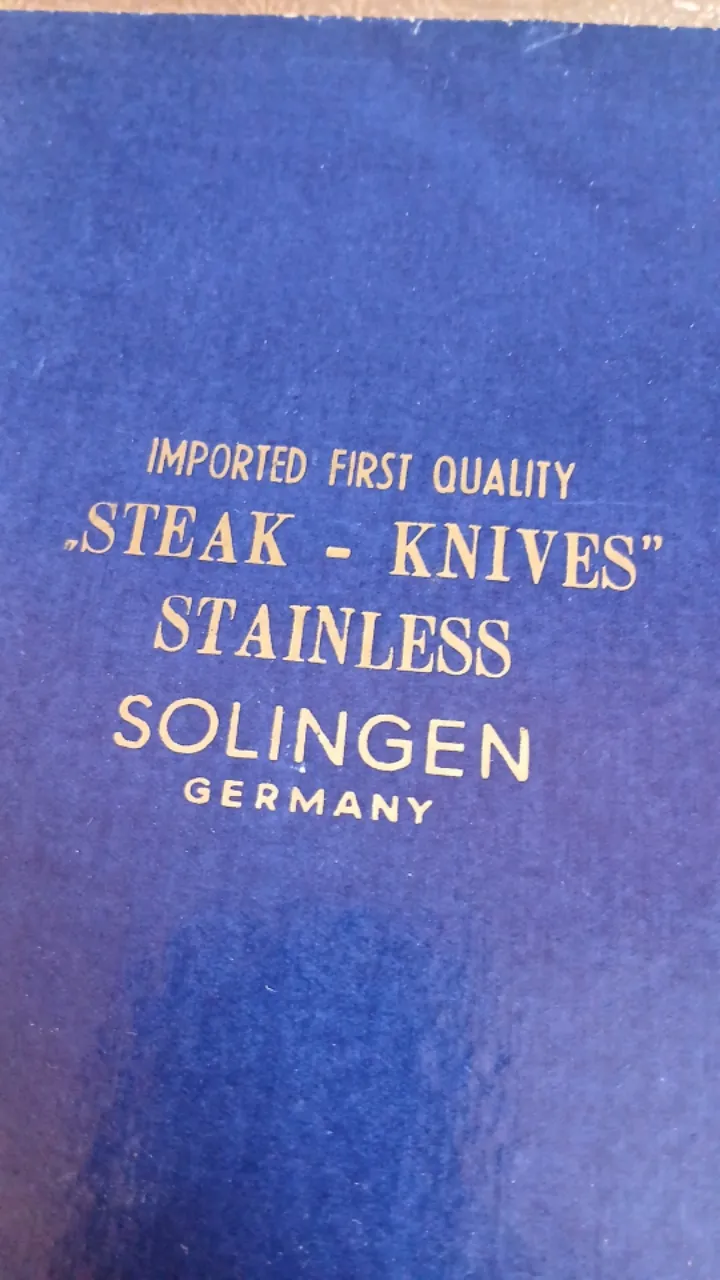 IMPORTED FIRST QUALITY
„STEAK - KNIVES”
STAINLESS
SOLINGEN
GERMANY